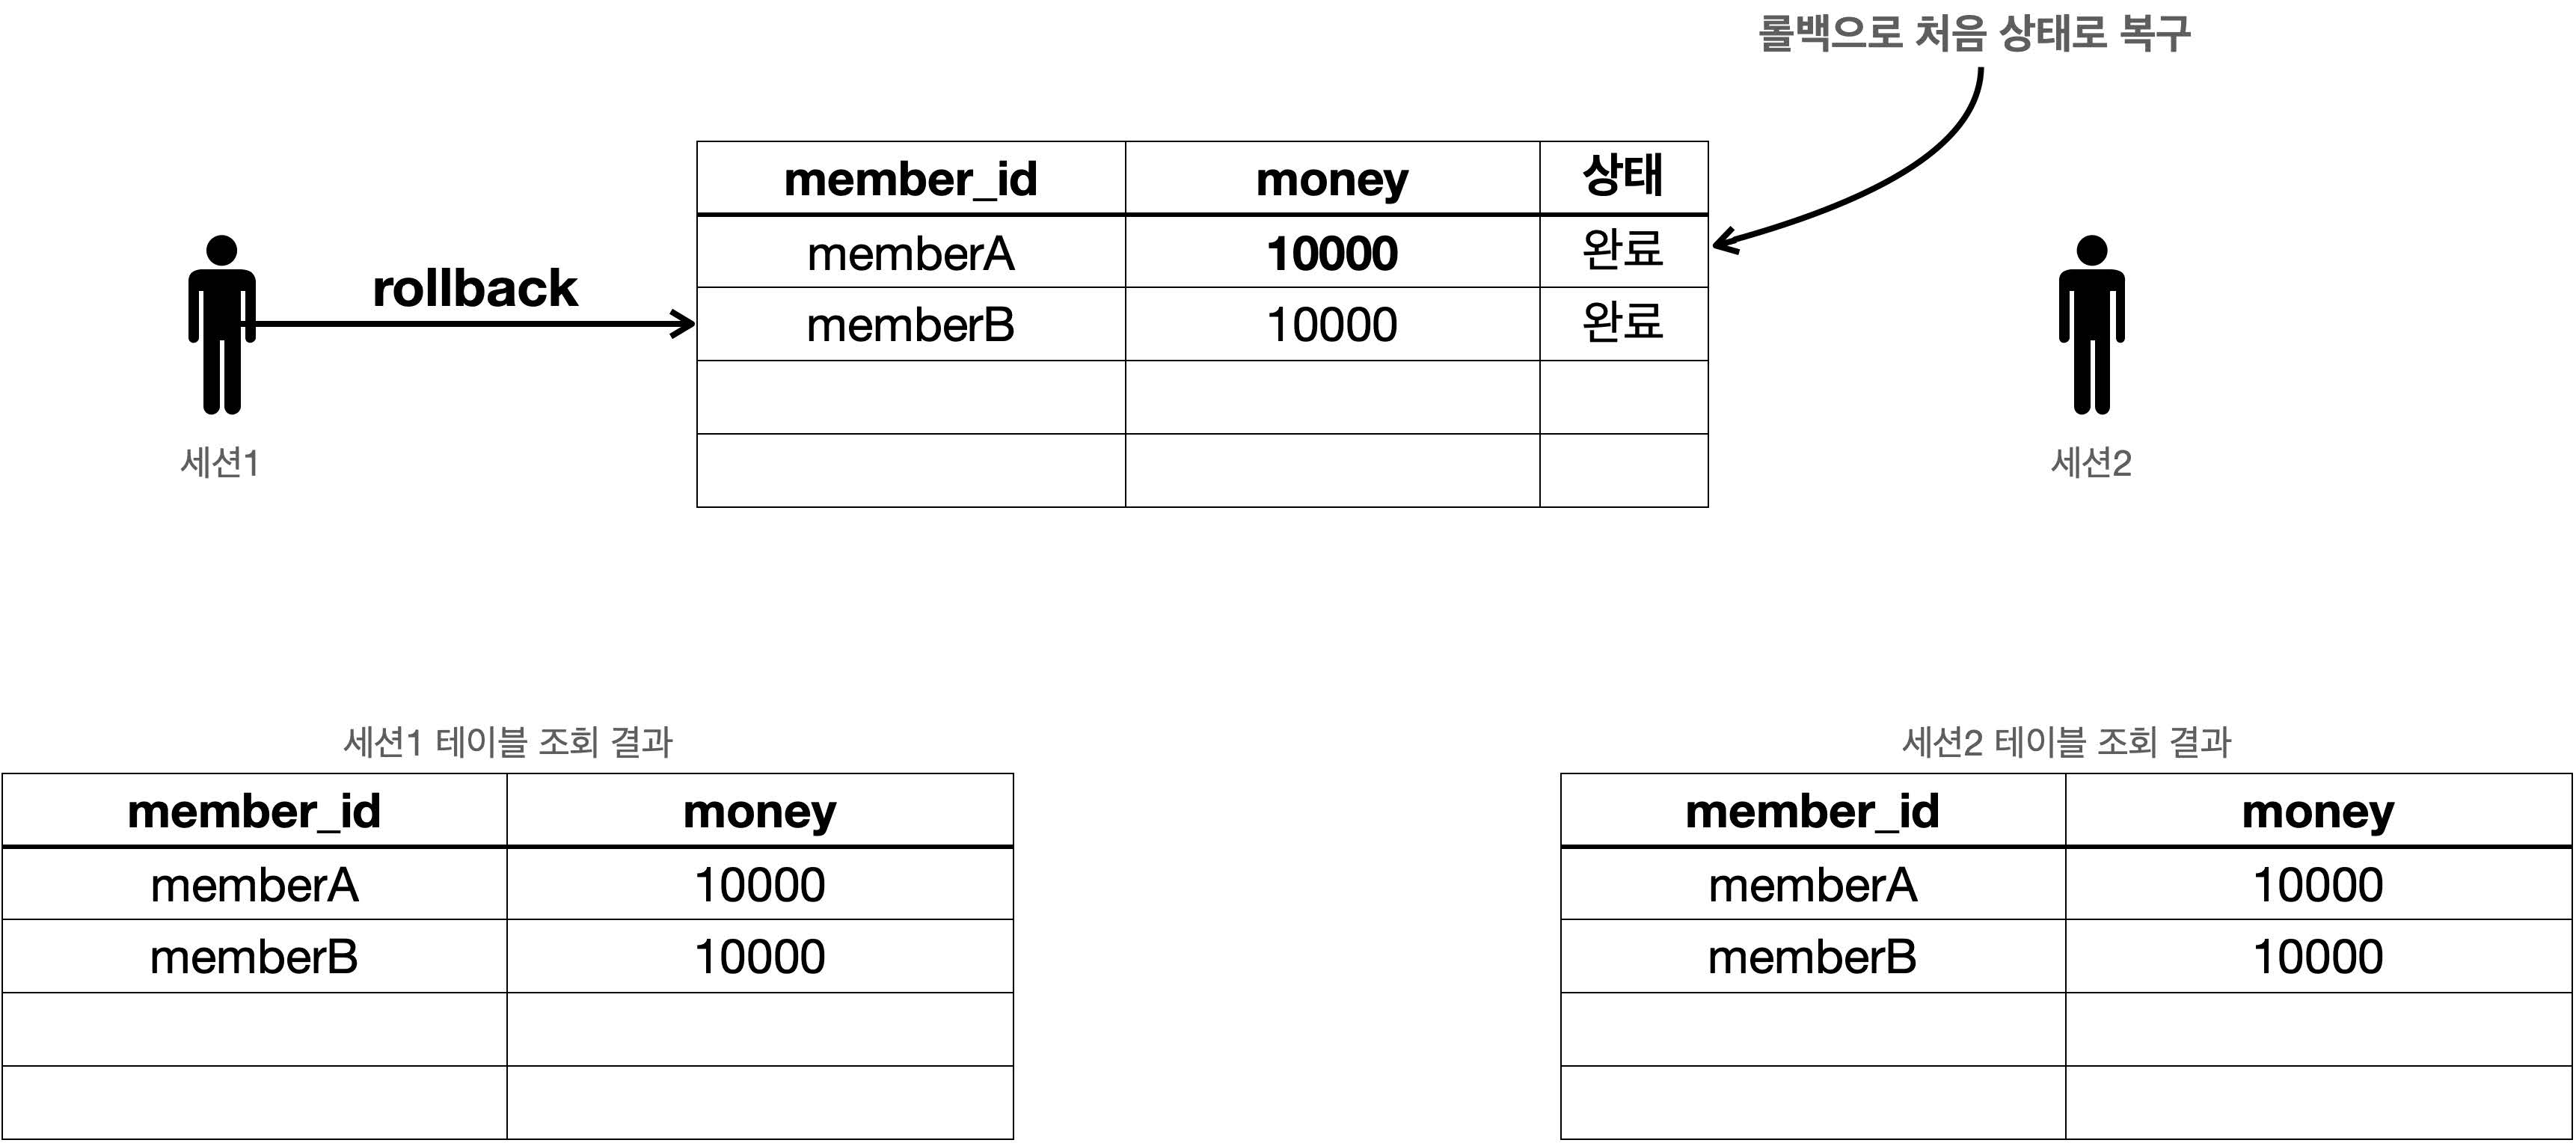 롤백으로 처음 상태로 복구
member_id money 상태
memberA 10000 완료
rollback
memberB 10000 완료
세션1
세션2
세션1 테이블 조회 결과
member_id money
memberA 10000
memberB 10000
세션2 테이블 조회 결과
member_id money
memberA 10000
memberB 10000